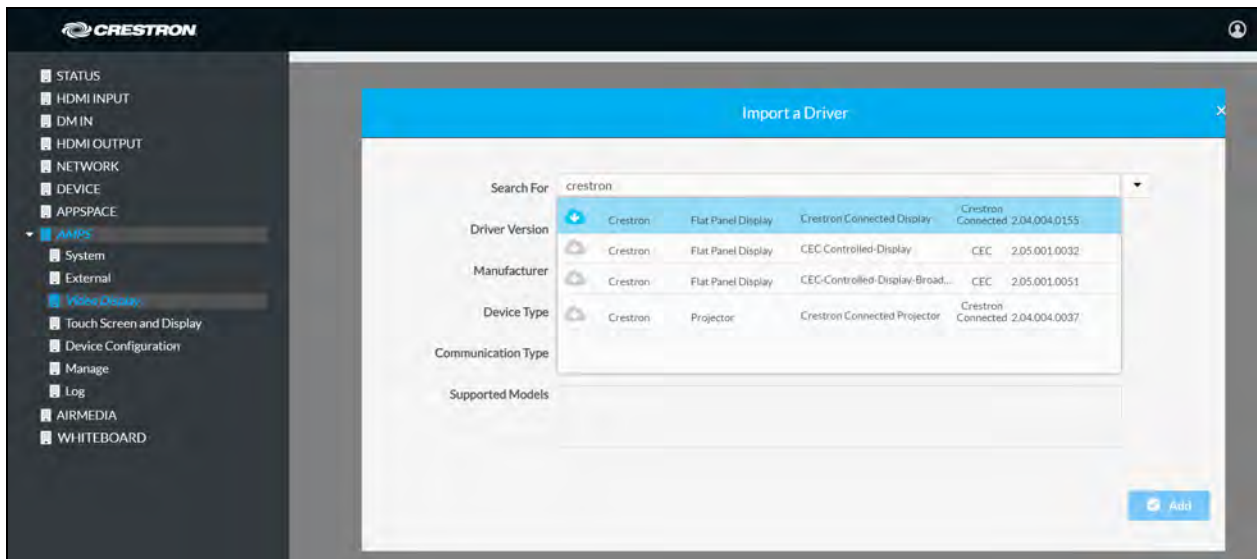 CRESTRON
STATUS
HDMI INPUT
DM IN
HDMI OUTPUT
NETWORK
DEVICE
APPSPACE
AMPS
System
External
Video Display
Touch Screen and Display
Device Configuration
Manage
Log
AIRMEDIA
WHITEBOARD
Import a Driver
Search For crestron
Crestron Flat Panel Display Crestron Connected Display Crestron Connected 2.04.004.0155
Crestron Flat Panel Display CEC Controlled-Display CEC 2.05.001.0032
Crestron Flat Panel Display CEC-Controlled-Display-Broad... CEC 2.05.001.0051
Crestron Projector Crestron Connected Projector Crestron Connected 2.04.004.0037
Driver Version
Manufacturer
Device Type
Communication Type
Supported Models
Add